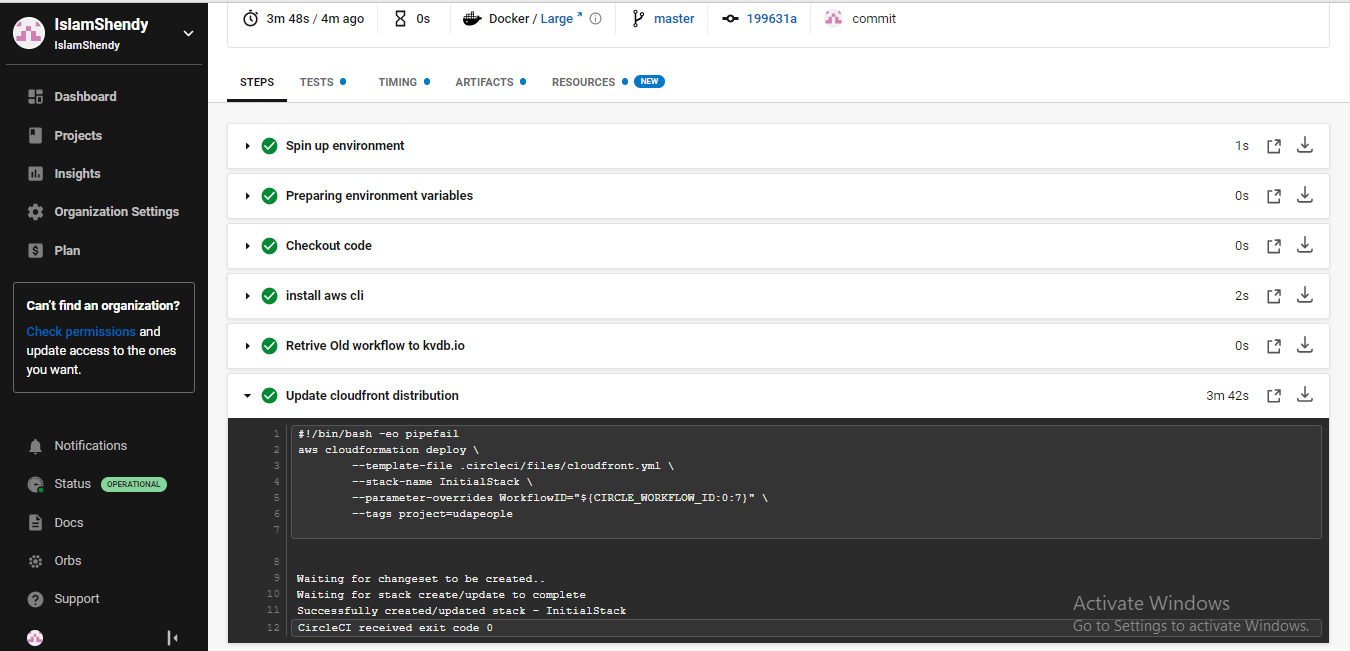 IslamShendy
IslamShendy
Dashboard
Projects
Insights
Organization Settings
Plan
Can't find an organization?
Check permissions and
update access to the ones
you want.
Notifications
Status OPERATIONAL
Docs
Orbs
Support
3m 48s / 4m ago
0s
Docker / Large
master
199631a
commit
STEPS
TESTS
TIMING
ARTIFACTS
RESOURCES NEW
Spin up environment 1s
Preparing environment variables 0s
Checkout code 0s
install aws cli 2s
Retrive Old workflow to kvdb.io 0s
Update cloudfront distribution 3m 42s
1 #!/bin/bash -eo pipefail
2 aws cloudformation deploy \
3 --template-file .circleci/files/cloudfront.yml \
4 --stack-name InitialStack \
5 --parameter-overrides WorkflowID="${CIRCLE_WORKFLOW_ID:0:7}" \
6 --tags project=udapeople
7
8
9 Waiting for changeset to be created..
10 Waiting for stack create/update to complete
11 Successfully created/updated stack - InitialStack
12 CircleCI received exit code 0
Activate Windows
Go to Settings to activate Windows.